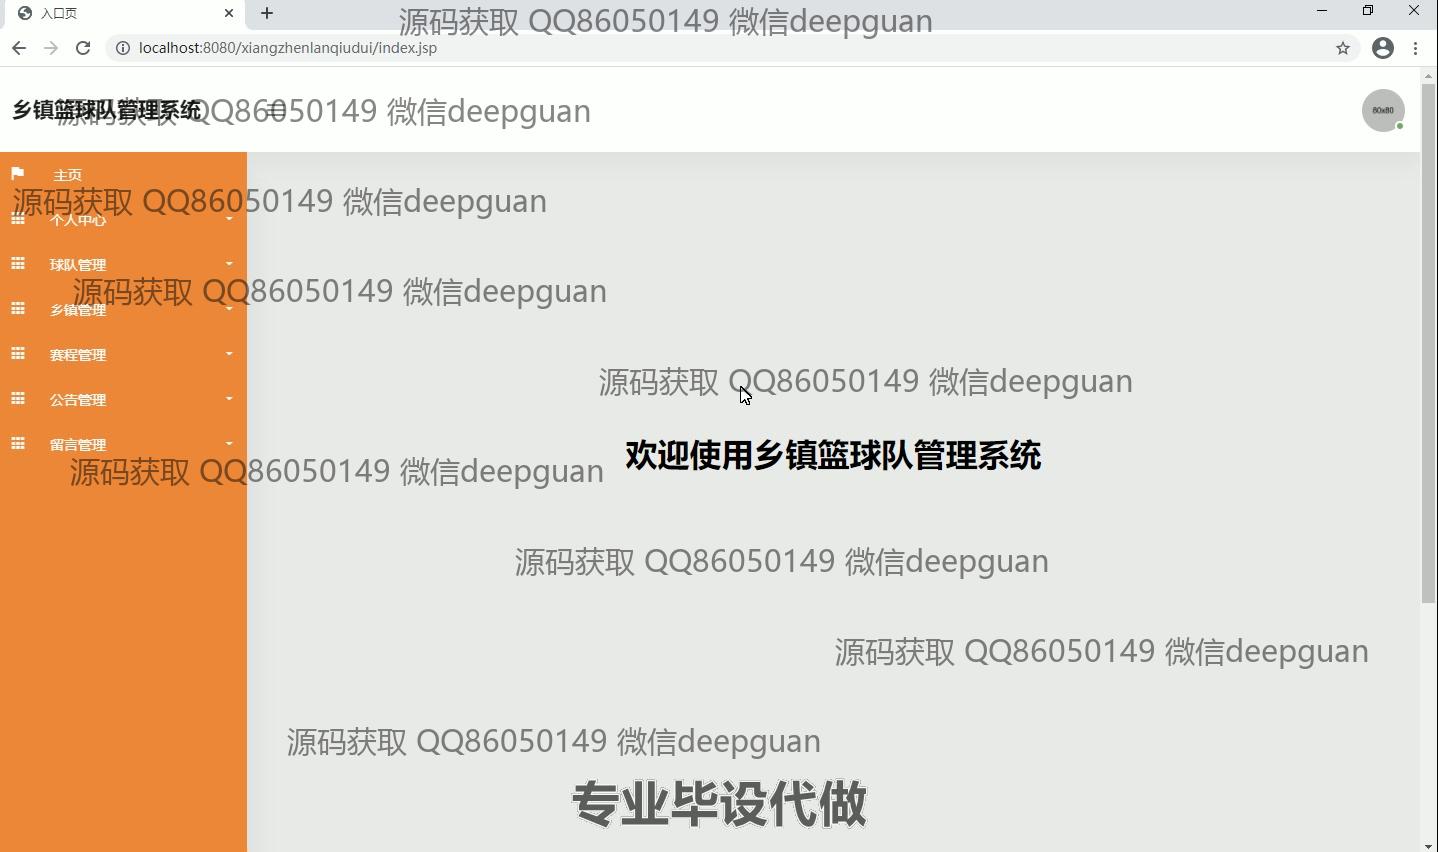 入口页
源码获取 QQ86050149 微信deepguan
localhost:8080/xiangzhenlanqiudui/index.jsp
乡镇篮球队管理系统
源码获取 QQ86050149 微信deepguan
80x80
主页
源码获取 QQ86050149 微信deepguan
个人中心
球队管理
源码获取 QQ86050149 微信deepguan
乡镇管理
赛程管理
源码获取 QQ86050149 微信deepguan
公告管理
留言管理
欢迎使用乡镇篮球队管理系统
源码获取 QQ86050149 微信deepguan
源码获取 QQ86050149 微信deepguan
源码获取 QQ86050149 微信deepguan
源码获取 QQ86050149 微信deepguan
专业毕设代做